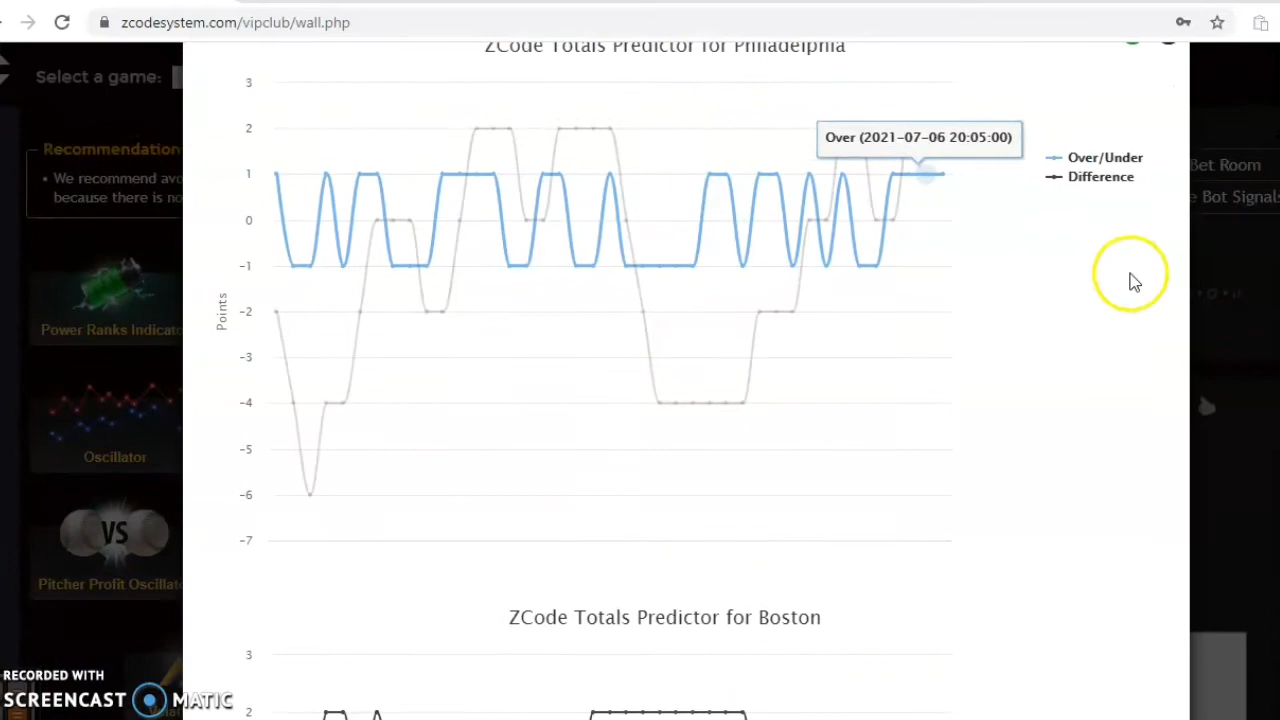 zcodesystem.com/vipclub/wall.php
ZCode Totals Predictor for Philadelphia
Select a game:
3
2
1
0
-1
-2
-3
-4
-5
-6
-7
Points
Over (2021-07-06 20:05:00)
Over/Under
Difference
Recommendation
• We recommend avo
because there is no
Bet Room
e Bot Signals
Power Ranks Indicato
Oscillator
VS
Pitcher Profit Oscillato
ZCode Totals Predictor for Boston
3
2
RECORDED WITH
SCREENCAST MATIC